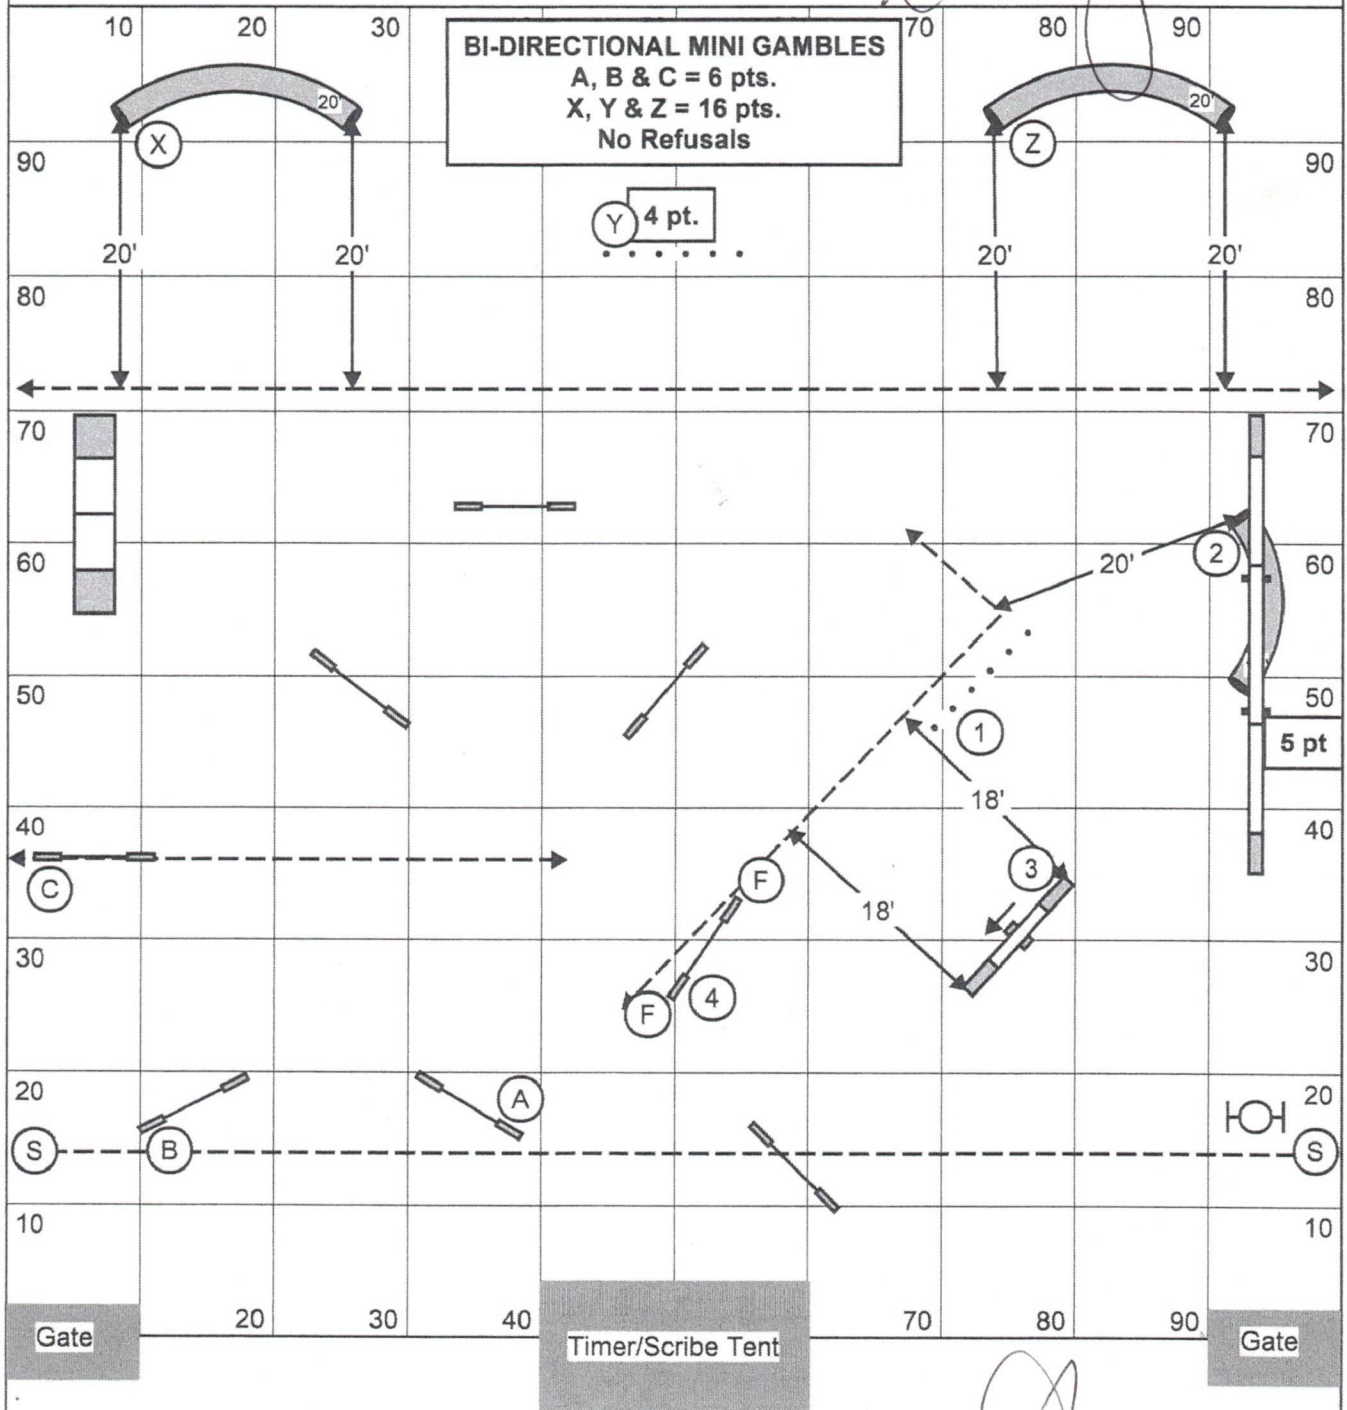 10 20 30 70 80 90
BI-DIRECTIONAL MINI GAMBLES
A, B & C = 6 pts.
X, Y & Z = 16 pts.
No Refusals
20' 20'
X Z
90 90
Y 4 pt.
20' 20' 20' 20'
80 80
70 70
2
60 20' 60
50 50
1
5 pt
18'
40 40
C 3
F
18'
30 30
4
F
20 A 20
S B S
10 10
20 30 40 70 80 90
Gate Timer/Scribe Tent Gate